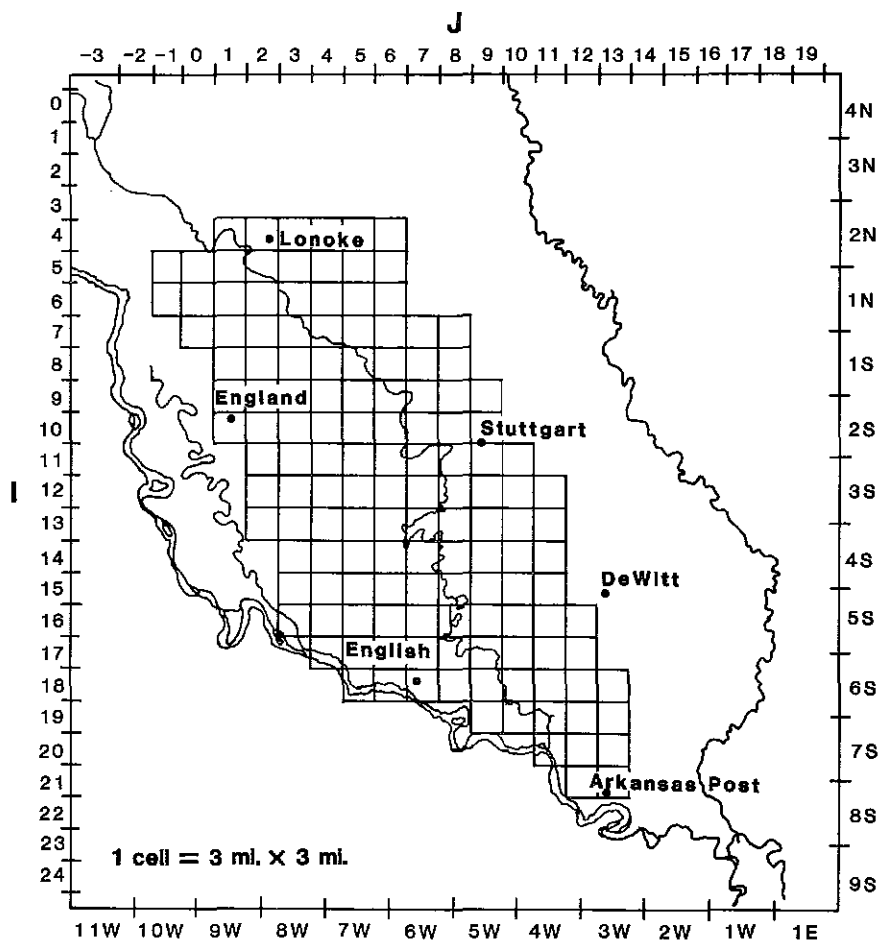 J
-3 -2 -1 0 1 2 3 4 5 6 7 8 9 10 11 12 13 14 15 16 17 18 19
0 4N
1
2 3N
3
4 Lonoke 2N
5
6 1N
7
8 1S
9 England
10 Stuttgart 2S
11
I 12 3S
13
14 4S
15 DeWitt
16 5S
17 English
18 6S
19
20 7S
21 Arkansas Post
22 8S
23
24 1 cell = 3 mi. × 3 mi. 9S
11W 10W 9W 8W 7W 6W 5W 4W 3W 2W 1W 1E